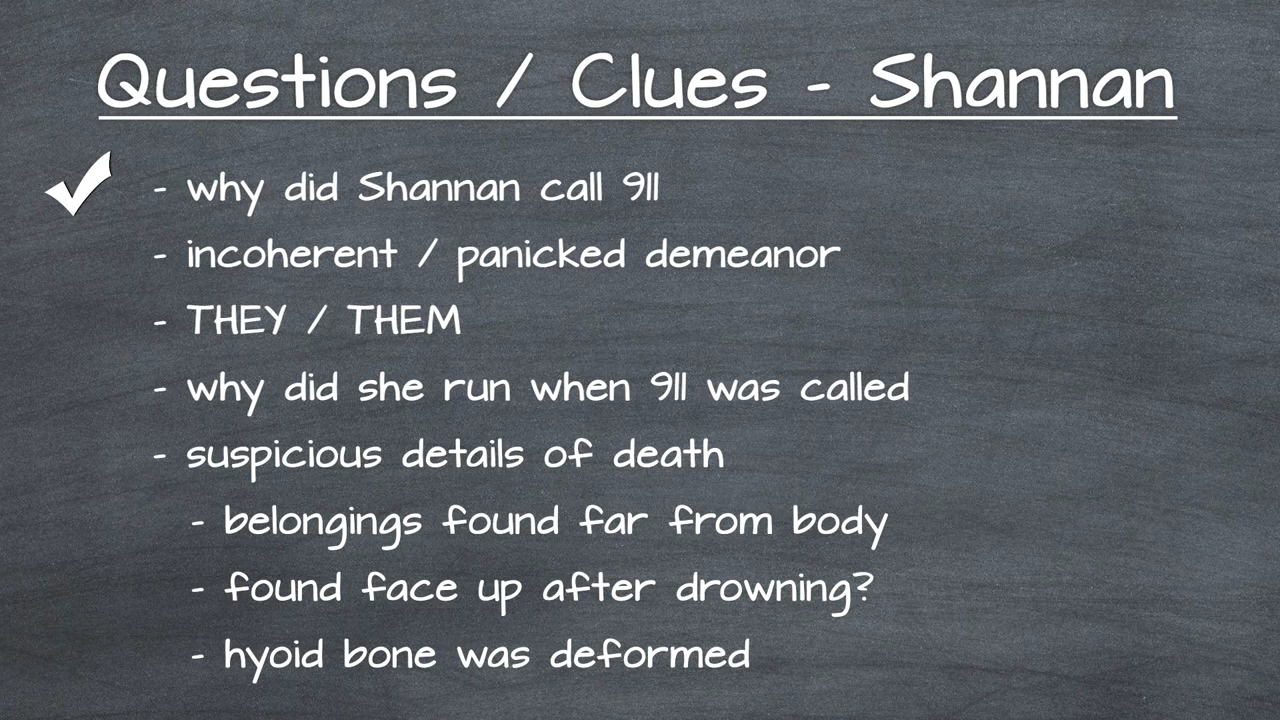 Questions / Clues - Shannan
- why did Shannan call 911
- incoherent / panicked demeanor
- THEY / THEM
- why did she run when 911 was called
- suspicious details of death
- belongings found far from body
- found face up after drowning?
- hyoid bone was deformed